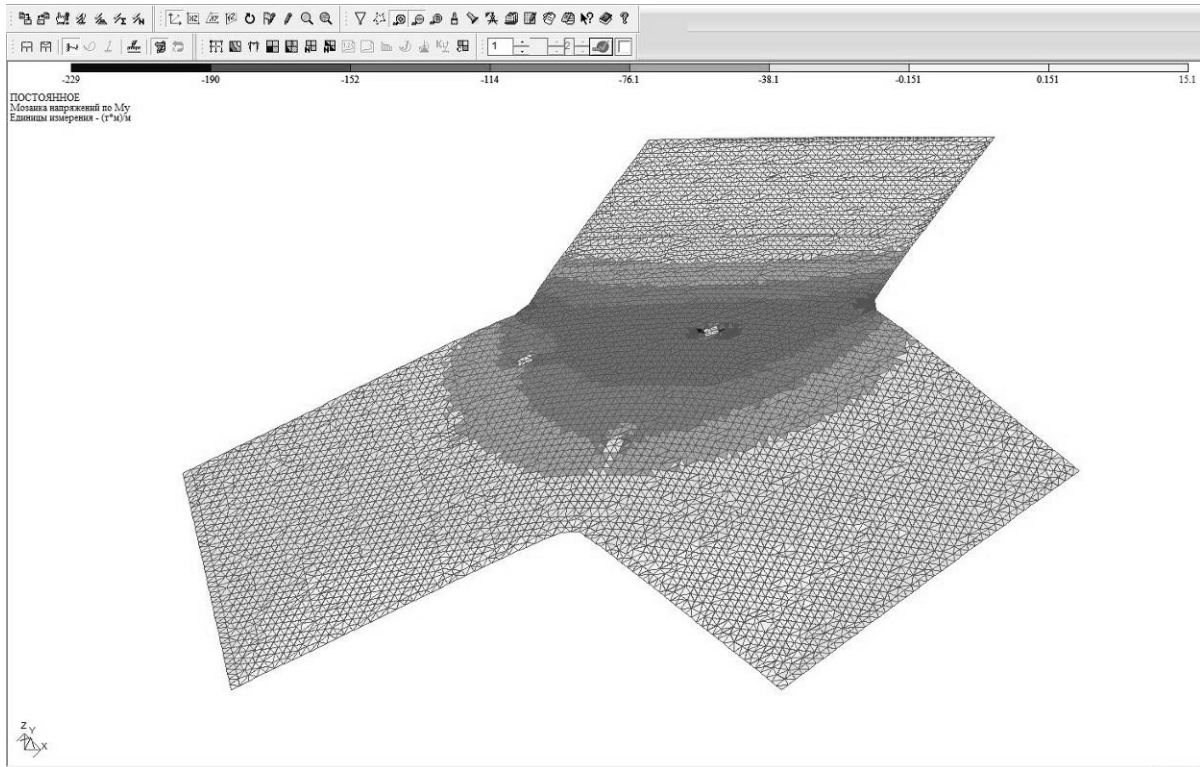 1 2
-229 -190 -152 -114 -76.1 -38.1 -0.151 0.151 15.1
ПОСТОЯННОЕ
Мозаика напряжений по My
Единицы измерения - (т*м)/м
Z
Y
X